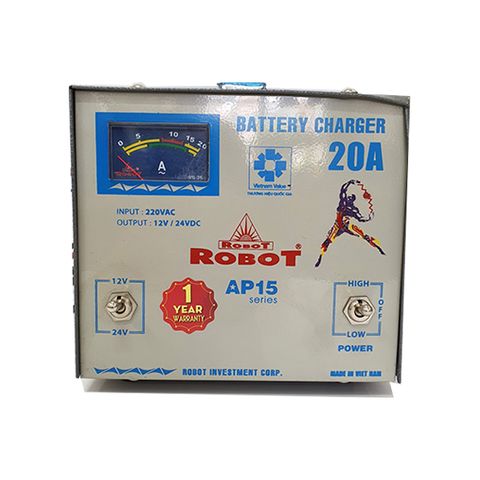 BATTERY CHARGER
20A
0 5 10 15 20
A
Vietnam Value
THƯƠNG HIỆU QUỐC GIA
INPUT : 220VAC
OUTPUT : 12V / 24VDC
ROBOT
ROBOT®
AP15
series
1
YEAR
WARRANTY
12V
24V
HIGH
OFF
LOW
POWER
ROBOT INVESTMENT CORP.
MADE IN VIET NAM